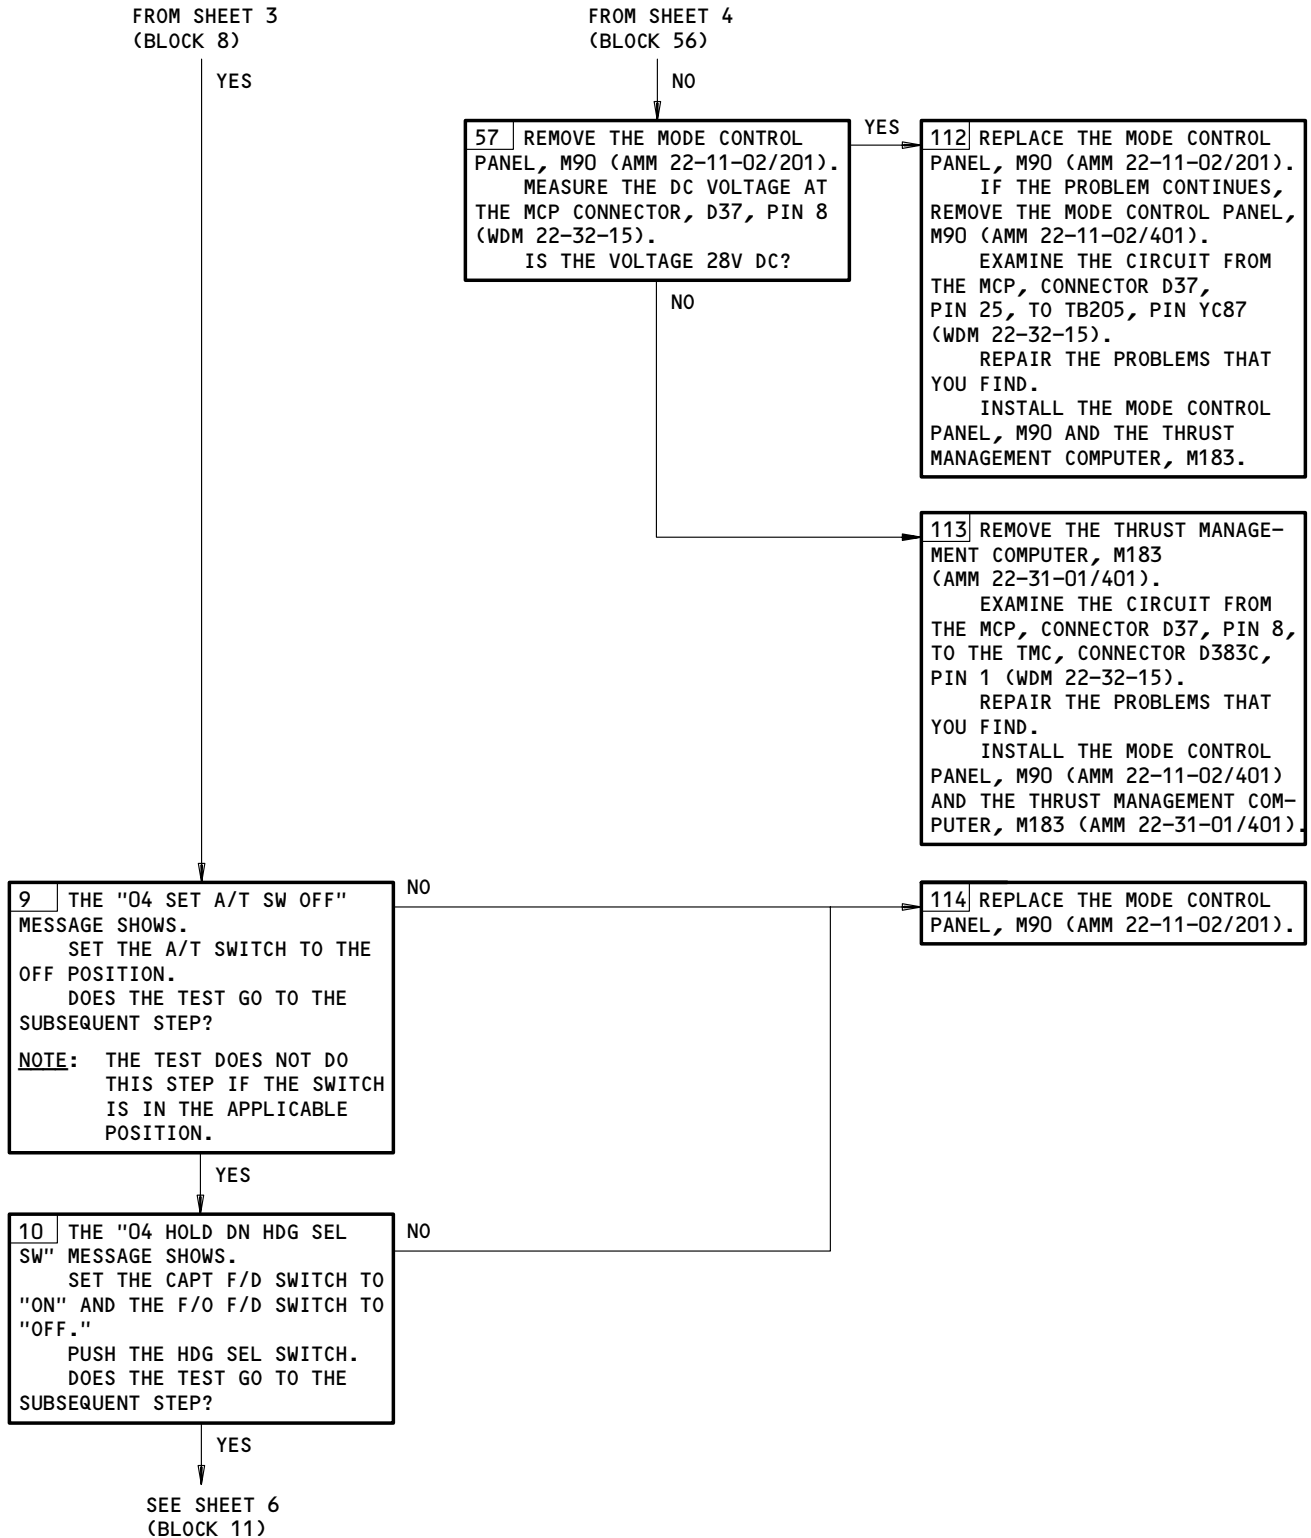 FROM SHEET 3
(BLOCK 8)
YES
FROM SHEET 4
(BLOCK 56)
NO
57 REMOVE THE MODE CONTROL
PANEL, M90 (AMM 22-11-02/201).
MEASURE THE DC VOLTAGE AT
THE MCP CONNECTOR, D37, PIN 8
(WDM 22-32-15).
IS THE VOLTAGE 28V DC?
YES
NO
112 REPLACE THE MODE CONTROL
PANEL, M90 (AMM 22-11-02/201).
IF THE PROBLEM CONTINUES,
REMOVE THE MODE CONTROL PANEL,
M90 (AMM 22-11-02/401).
EXAMINE THE CIRCUIT FROM
THE MCP, CONNECTOR D37,
PIN 25, TO TB205, PIN YC87
(WDM 22-32-15).
REPAIR THE PROBLEMS THAT
YOU FIND.
INSTALL THE MODE CONTROL
PANEL, M90 AND THE THRUST
MANAGEMENT COMPUTER, M183.
113 REMOVE THE THRUST MANAGE-
MENT COMPUTER, M183
(AMM 22-31-01/401).
EXAMINE THE CIRCUIT FROM
THE MCP, CONNECTOR D37, PIN 8,
TO THE TMC, CONNECTOR D383C,
PIN 1 (WDM 22-32-15).
REPAIR THE PROBLEMS THAT
YOU FIND.
INSTALL THE MODE CONTROL
PANEL, M90 (AMM 22-11-02/401)
AND THE THRUST MANAGEMENT COM-
PUTER, M183 (AMM 22-31-01/401).
9 THE "04 SET A/T SW OFF"
MESSAGE SHOWS.
SET THE A/T SWITCH TO THE
OFF POSITION.
DOES THE TEST GO TO THE
SUBSEQUENT STEP?
NOTE: THE TEST DOES NOT DO
THIS STEP IF THE SWITCH
IS IN THE APPLICABLE
POSITION.
NO
114 REPLACE THE MODE CONTROL
PANEL, M90 (AMM 22-11-02/201).
YES
10 THE "04 HOLD DN HDG SEL
SW" MESSAGE SHOWS.
SET THE CAPT F/D SWITCH TO
"ON" AND THE F/O F/D SWITCH TO
"OFF."
PUSH THE HDG SEL SWITCH.
DOES THE TEST GO TO THE
SUBSEQUENT STEP?
NO
YES
SEE SHEET 6
(BLOCK 11)